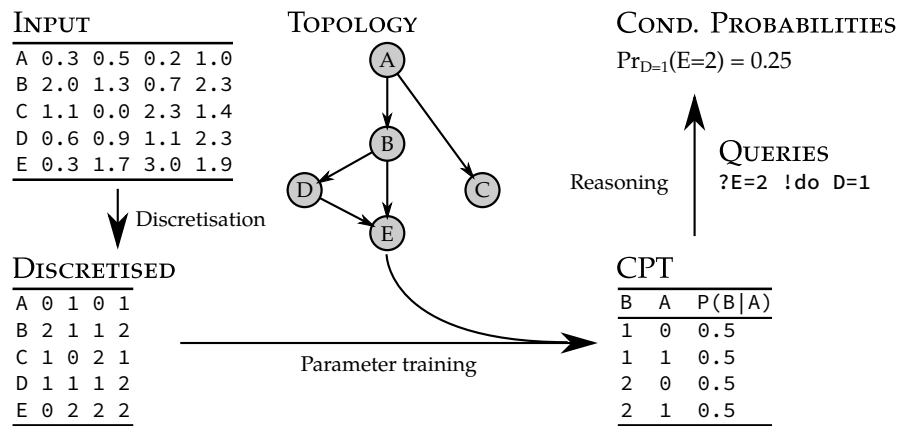 INPUT
A 0.3 0.5 0.2 1.0
B 2.0 1.3 0.7 2.3
C 1.1 0.0 2.3 1.4
D 0.6 0.9 1.1 2.3
E 0.3 1.7 3.0 1.9
Discretisation
DISCRETISED
A 0 1 0 1
B 2 1 1 2
C 1 0 2 1
D 1 1 1 2
E 0 2 2 2
TOPOLOGY
A
B
D
C
E
Parameter training
COND. PROBABILITIES
Pr_{D=1}(E=2) = 0.25
Reasoning
QUERIES
?E=2 !do D=1
CPT
B A P(B|A)
1 0 0.5
1 1 0.5
2 0 0.5
2 1 0.5